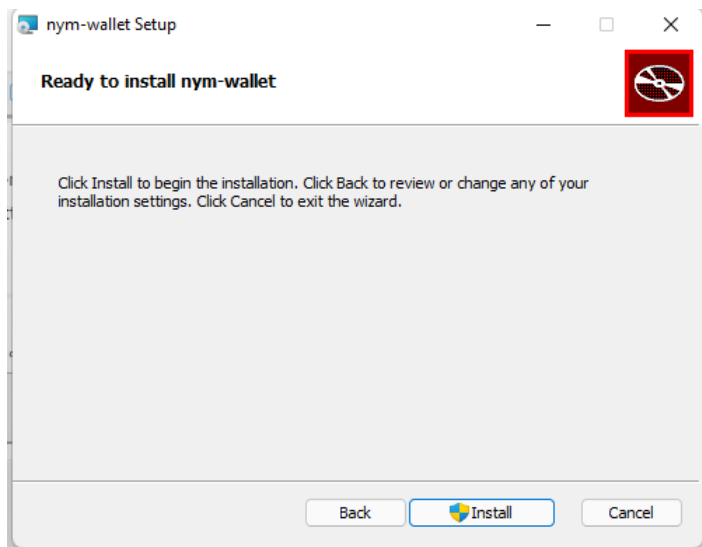 nym-wallet Setup
Ready to install nym-wallet
Click Install to begin the installation. Click Back to review or change any of your
installation settings. Click Cancel to exit the wizard.
Back
Install
Cancel